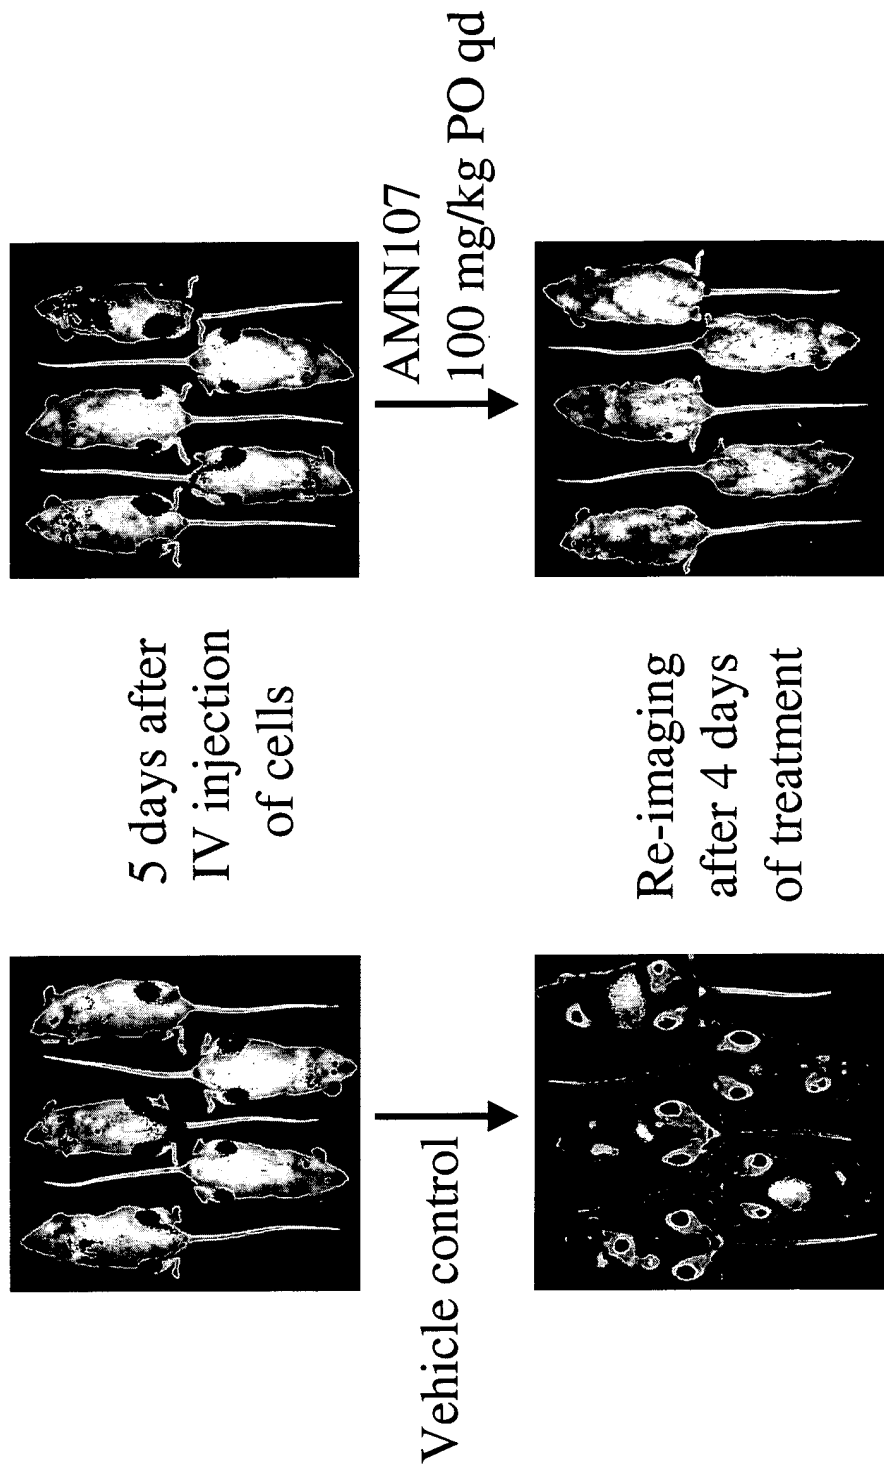 5 days after
IV injection
of cells
Vehicle control
AMN107
100 mg/kg PO qd
Re-imaging
after 4 days
of treatment